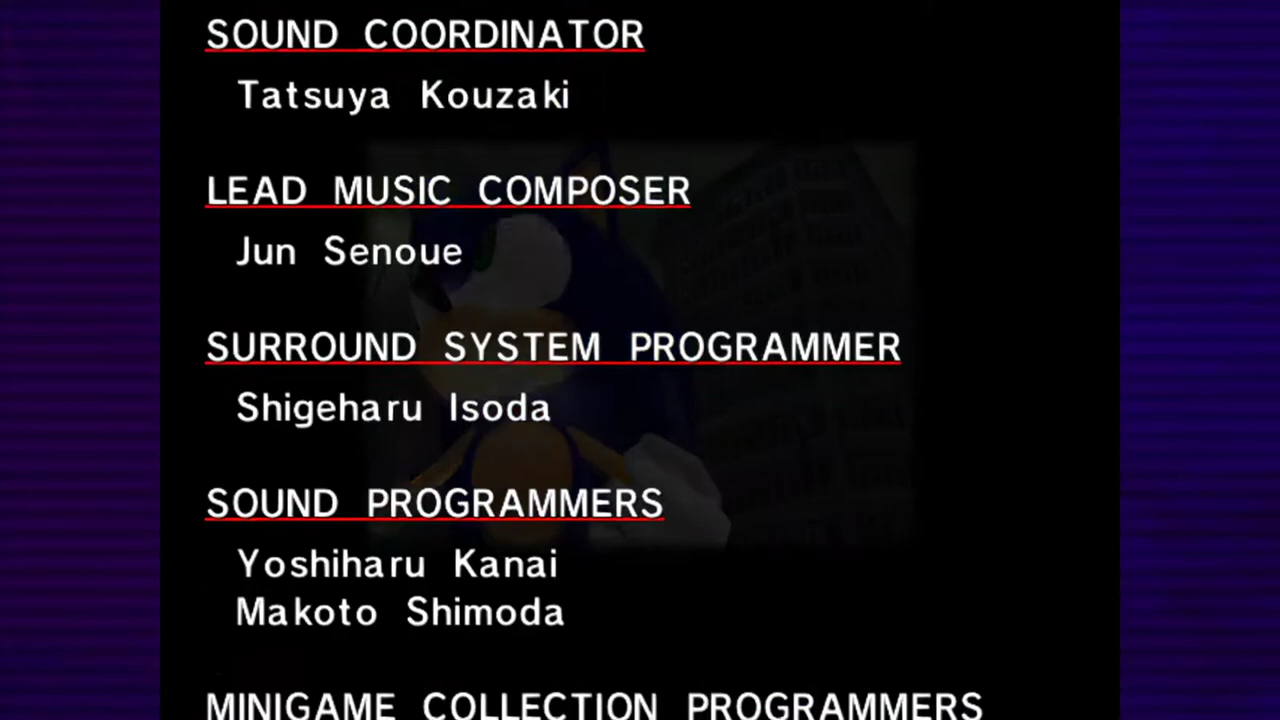 SOUND COORDINATOR
Tatsuya Kouzaki
LEAD MUSIC COMPOSER
Jun Senoue
SURROUND SYSTEM PROGRAMMER
Shigeharu Isoda
SOUND PROGRAMMERS
Yoshiharu Kanai
Makoto Shimoda
MINIGAME COLLECTION PROGRAMMERS